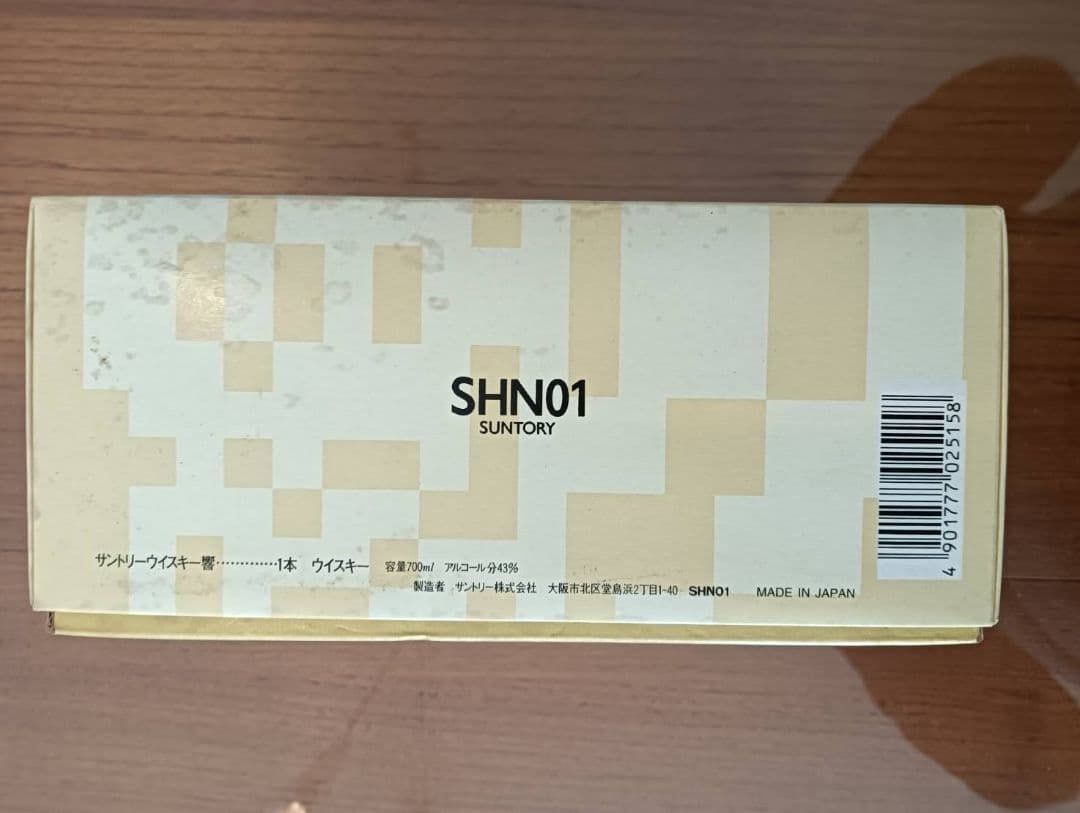 SHN01
SUNTORY
サントリーウイスキー響‥‥‥‥‥1本 ウイスキー 容量700ml アルコール分43%
製造者 サントリー株式会社 大阪市北区堂島浜2丁目1-40 SHN01 MADE IN JAPAN
4 901777 025158